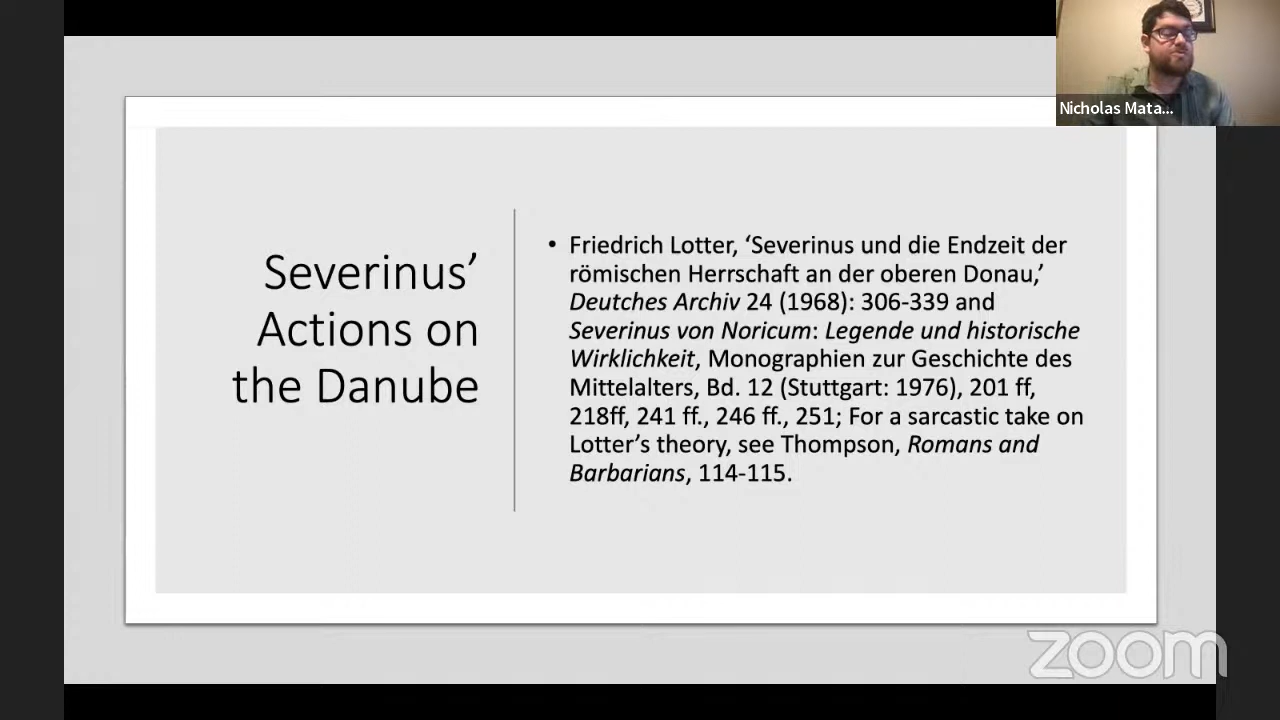 Nicholas Mata...
Severinus’
Actions on
the Danube
• Friedrich Lotter, ‘Severinus und die Endzeit der
römischen Herrschaft an der oberen Donau,’
Deutches Archiv 24 (1968): 306-339 and
Severinus von Noricum: Legende und historische
Wirklichkeit, Monographien zur Geschichte des
Mittelalters, Bd. 12 (Stuttgart: 1976), 201 ff,
218ff, 241 ff., 246 ff., 251; For a sarcastic take on
Lotter’s theory, see Thompson, Romans and
Barbarians, 114-115.
zoom